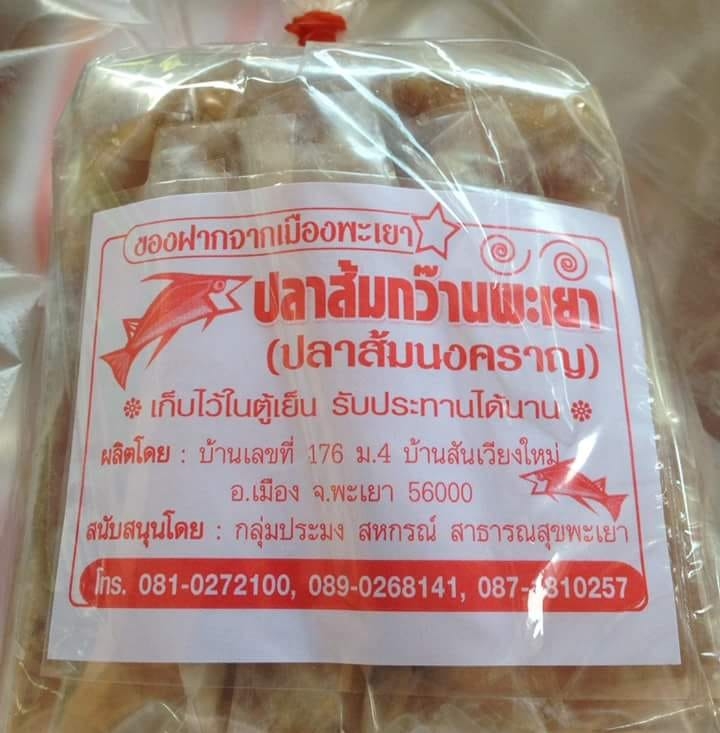 ของฝากจากเมืองพะเยา
ปลาส้มกว๊านพะเยา
(ปลาส้มนงคราญ)
❊ เก็บไว้ในตู้เย็น รับประทานได้นาน ❊
ผลิตโดย : บ้านเลขที่ 176 ม.4 บ้านสันเวียงใหม่
อ.เมือง จ.พะเยา 56000
สนับสนุนโดย : กลุ่มประมง สหกรณ์ สาธารณสุขพะเยา
โทร. 081-0272100, 089-0268141,